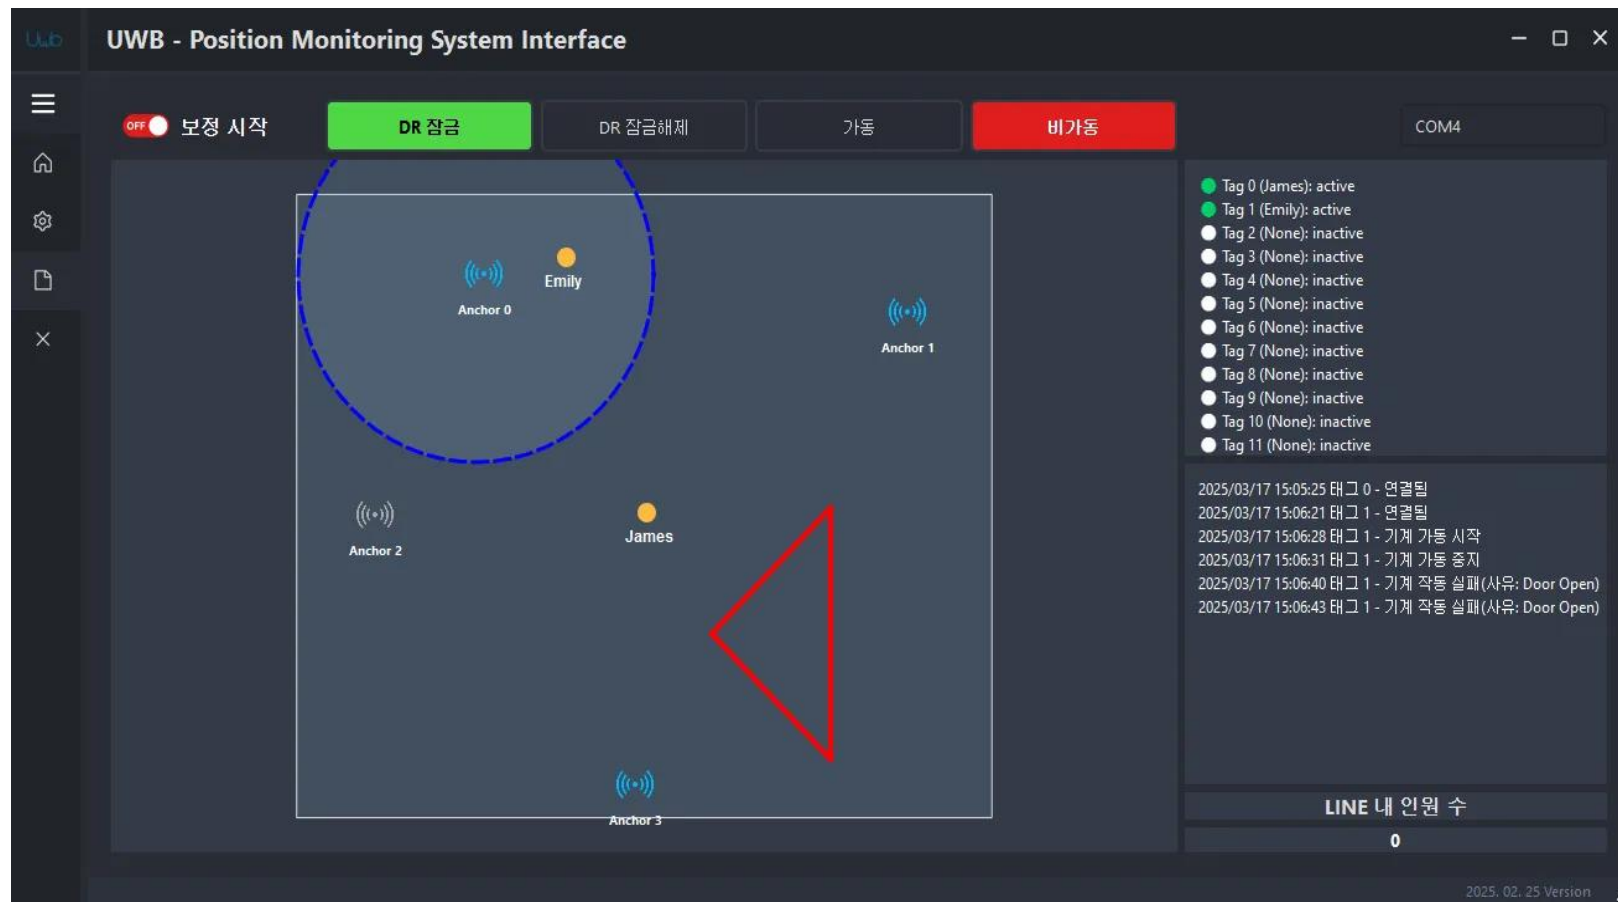 Uwb
UWB - Position Monitoring System Interface
OFF 보정 시작
DR 잠금
DR 잠금해제
가동
비가동
COM4
Emily
Anchor 0
Anchor 1
Anchor 2
James
Anchor 3
Tag 0 (James): active
Tag 1 (Emily): active
Tag 2 (None): inactive
Tag 3 (None): inactive
Tag 4 (None): inactive
Tag 5 (None): inactive
Tag 6 (None): inactive
Tag 7 (None): inactive
Tag 8 (None): inactive
Tag 9 (None): inactive
Tag 10 (None): inactive
Tag 11 (None): inactive
2025/03/17 15:05:25 태그 0 - 연결됨
2025/03/17 15:06:21 태그 1 - 연결됨
2025/03/17 15:06:28 태그 1 - 기계 가동 시작
2025/03/17 15:06:31 태그 1 - 기계 가동 중지
2025/03/17 15:06:40 태그 1 - 기계 작동 실패(사유: Door Open)
2025/03/17 15:06:43 태그 1 - 기계 작동 실패(사유: Door Open)
LINE 내 인원 수
0
2025. 02. 25 Version